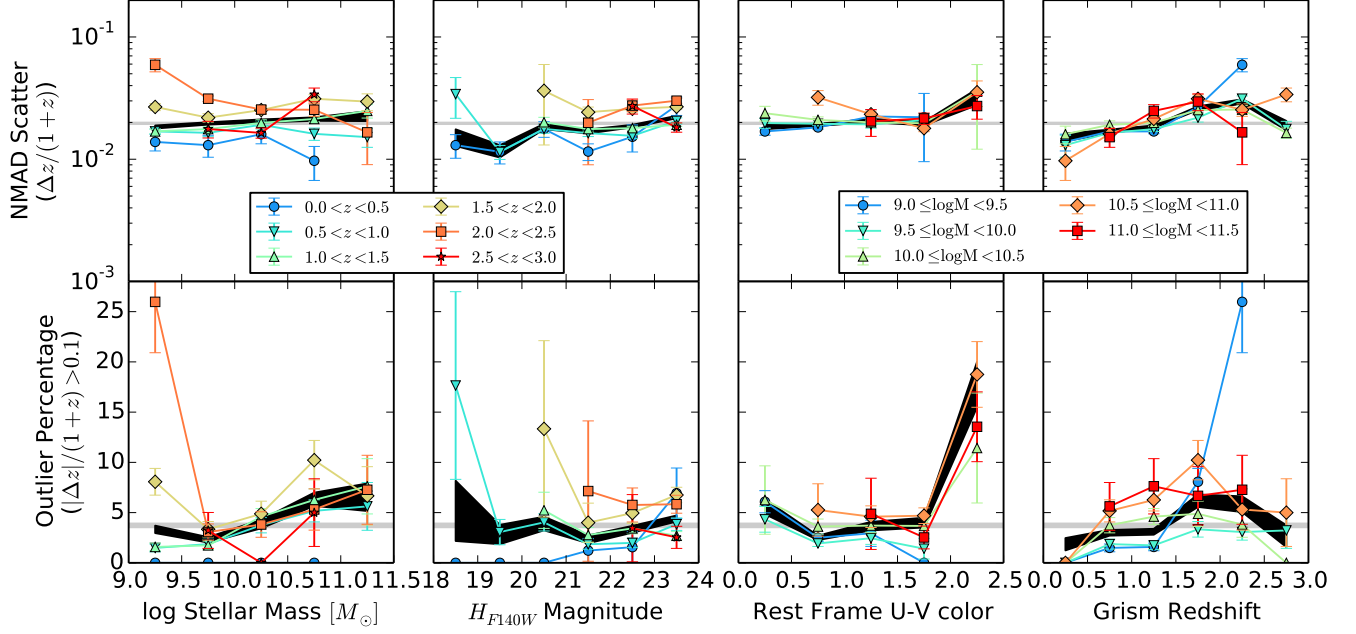 10⁻¹
10⁻²
10⁻³
NMAD Scatter
(Δz/(1+z))
0.0<z<0.5
0.5<z<1.0
1.0<z<1.5
1.5<z<2.0
2.0<z<2.5
2.5<z<3.0
9.0≤logM<9.5
9.5≤logM<10.0
10.0≤logM<10.5
10.5≤logM<11.0
11.0≤logM<11.5
25
20
15
10
5
0
Outlier Percentage
(|Δz|/(1+z)>0.1)
9.0 9.5 10.0 10.5 11.0 11.5
log Stellar Mass [M⊙]
18 19 20 21 22 23 24
H_F140W Magnitude
0.0 0.5 1.0 1.5 2.0 2.5
Rest Frame U-V color
0.0 0.5 1.0 1.5 2.0 2.5 3.0
Grism Redshift